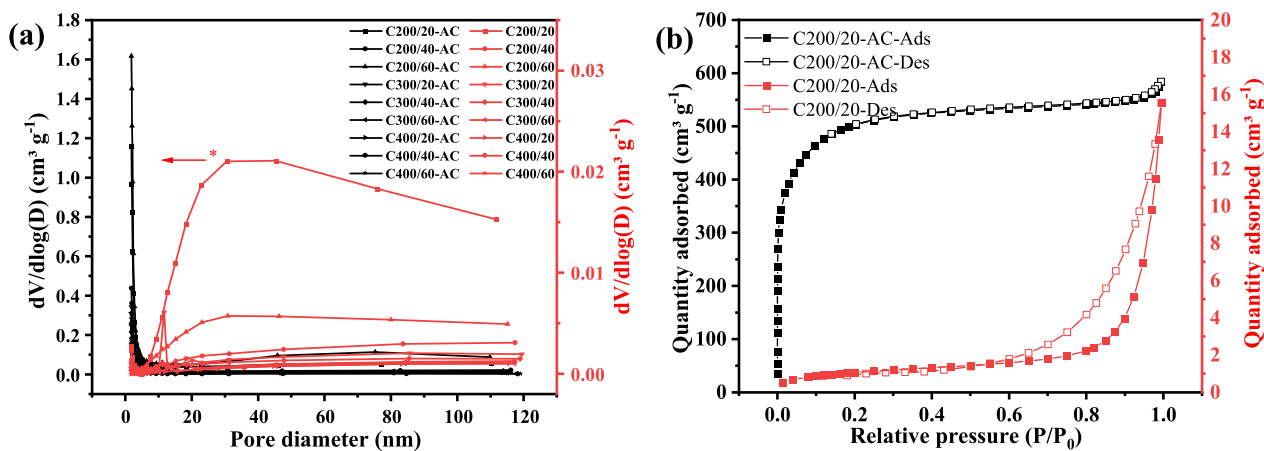 (a)
1.8
1.6
1.4
1.2
1.0
0.8
0.6
0.4
0.2
0.0
dV/dlog(D) (cm³ g⁻¹)
0 20 40 60 80 100 120
Pore diameter (nm)
C200/20-AC C200/20
C200/40-AC C200/40
C200/60-AC C200/60
C300/20-AC C300/20
C300/40-AC C300/40
C300/60-AC C300/60
C400/20-AC C400/20
C400/40-AC C400/40
C400/60-AC C400/60
*
0.03
0.02
0.01
0.00
dV/dlog(D) (cm³ g⁻¹)
(b)
700
600
500
400
300
200
100
0
Quantity adsorbed (cm³ g⁻¹)
C200/20-AC-Ads
C200/20-AC-Des
C200/20-Ads
C200/20-Des
0.0 0.2 0.4 0.6 0.8 1.0
Relative pressure (P/P₀)
20
18
16
14
12
10
8
6
4
2
0
Quantity adsorbed (cm³ g⁻¹)